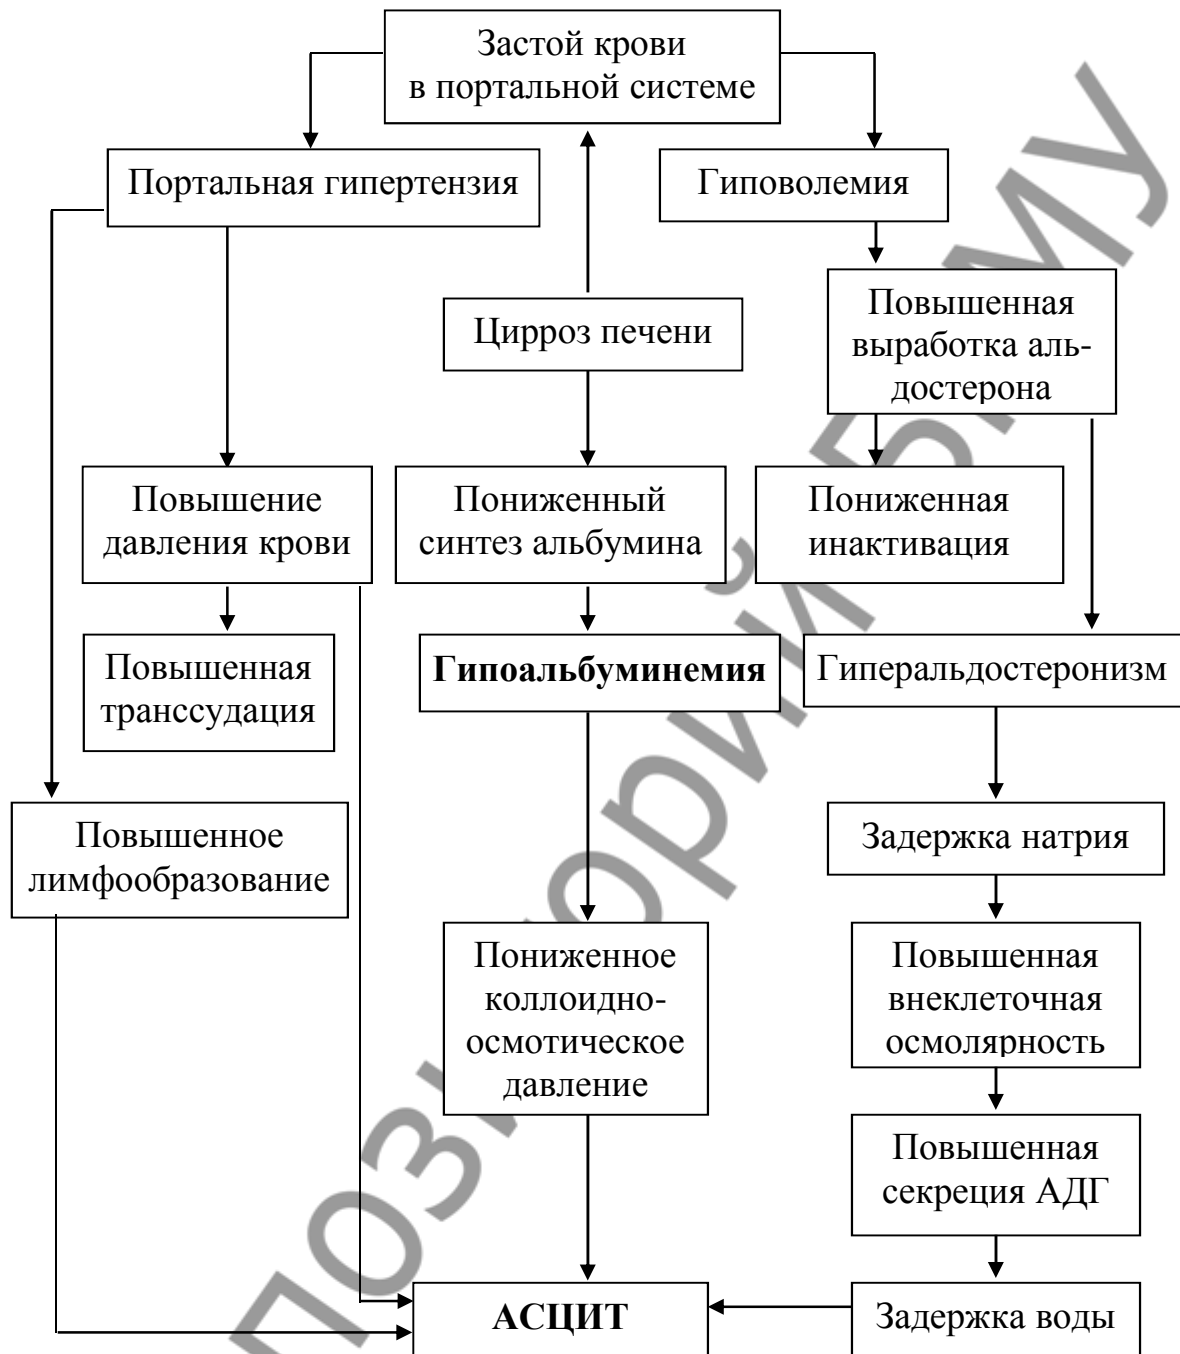 Застой крови
в портальной системе
Портальная гипертензия
Гиповолемия
Повышенная
выработка аль-
достерона
Цирроз печени
Повышение
давления крови
Пониженный
синтез альбумина
Пониженная
инактивация
Повышенная
транссудация
Гипоальбуминемия
Гиперальдостеронизм
Повышенное
лимфообразование
Задержка натрия
Пониженное
коллоидно-
осмотическое
давление
Повышенная
внеклеточная
осмолярность
Повышенная
секреция АДГ
АСЦИТ
Задержка воды